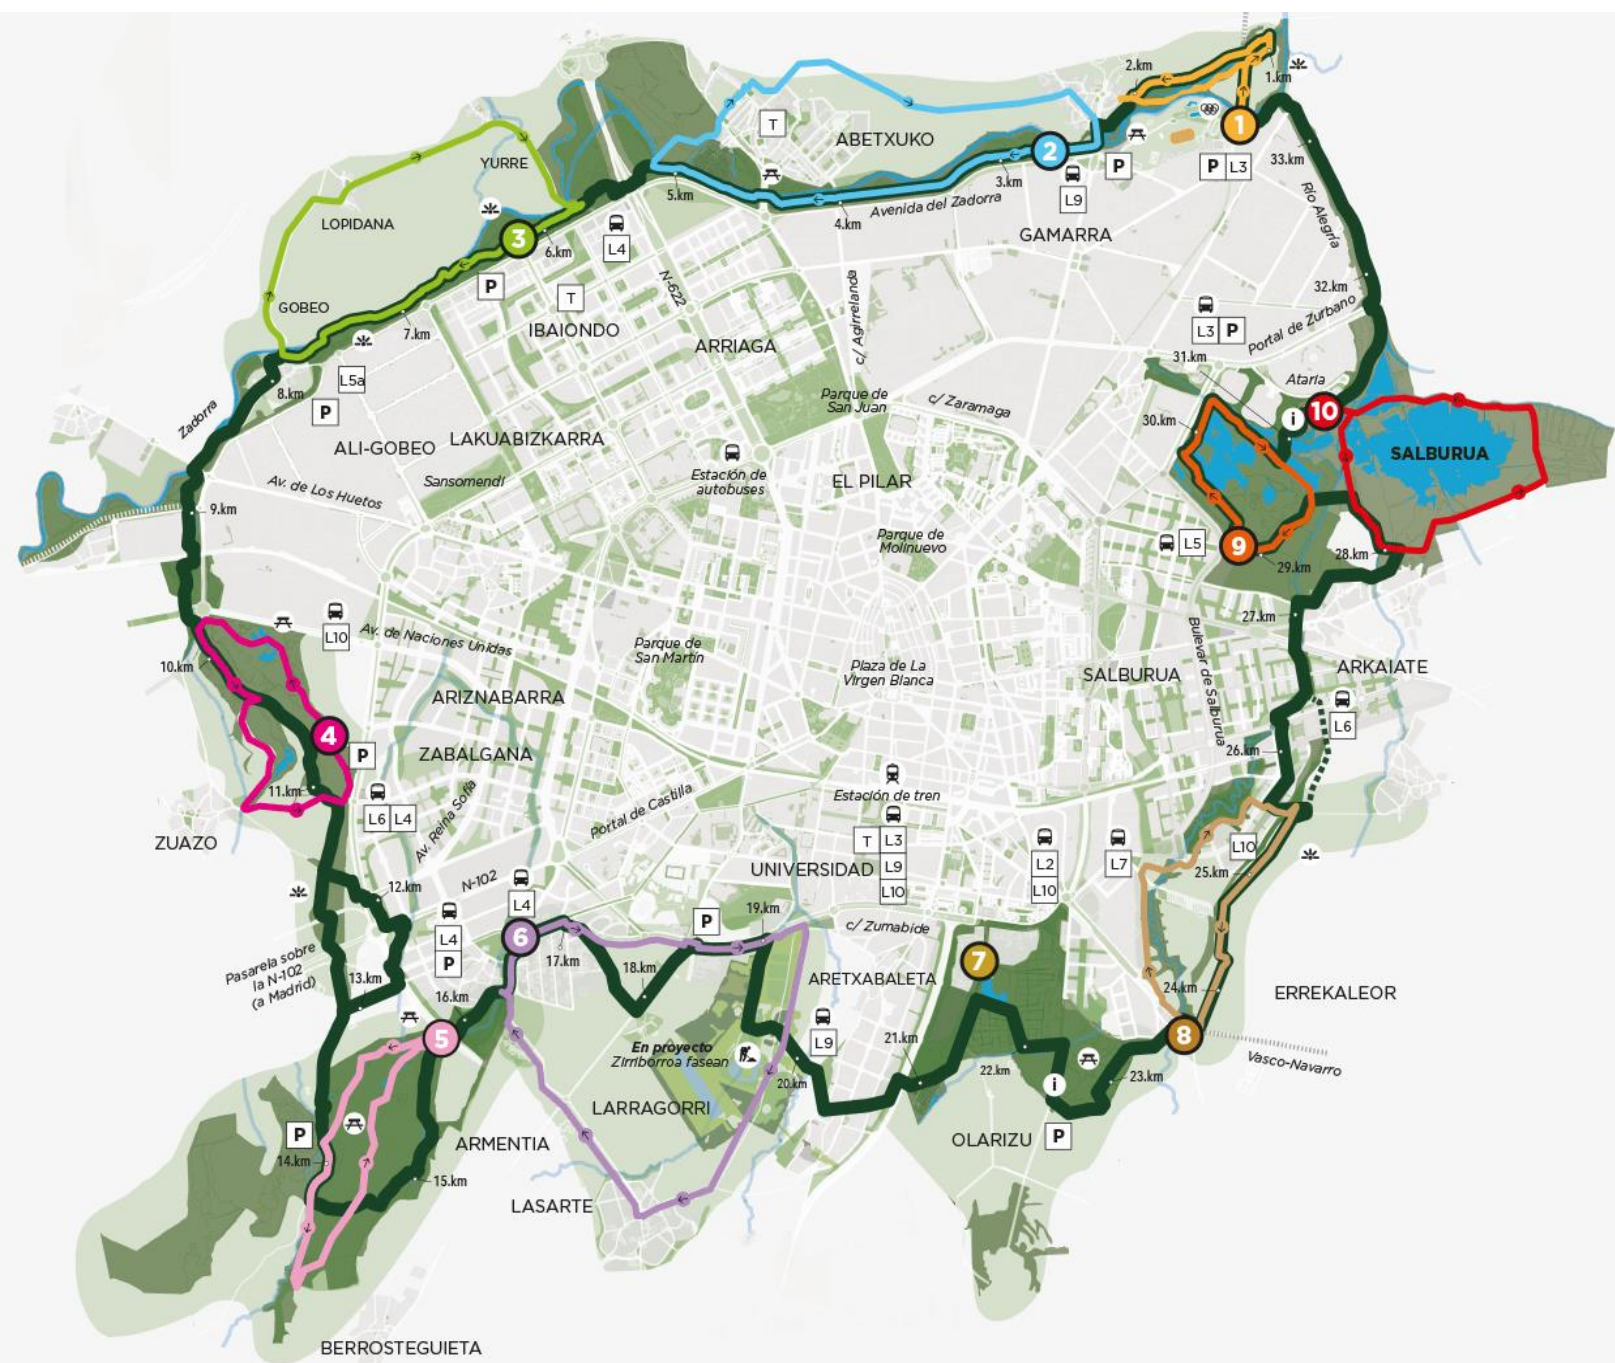 2.km
1.km
1
T
ABETXUKO
2
P
P L3
33.km
YURRE
5.km
3.km
L9
Avenida del Zadorra
4.km
Río Alegría
LOPIDANA
3
6.km
L4
GAMARRA
P
T
N-622
32.km
GOBEO
7.km
IBAIONDO
ARRIAGA
c/ Agirrelanda
L3 P
Portal de Zurbano
31.km
8.km
L5a
P
Parque de
San Juan
c/ Zaramaga
Ataria
i
10
30.km
Zadorra
ALI-GOBEO
LAKUABIZKARRA
SALBURUA
Sansomendi
Estación de
autobuses
EL PILAR
Av. de Los Huetos
9.km
Parque de
Molinuevo
L5
9
28.km
29.km
L10
Av. de Naciones Unidas
27.km
10.km
Parque de
San Martín
Plaza de La
Virgen Blanca
SALBURUA
Bulevar de Salburua
ARKAIATE
ARIZNABARRA
L6
4
P
ZABALGANA
26.km
11.km
Estación de tren
L6 L4
Av. Reina Sofía
Portal de Castilla
ZUAZO
T L3
L9
L10
UNIVERSIDAD
L2
L10
L7
L10
25.km
12.km
N-102
L4
19.km
P
c/ Zumabide
L4
P
6
17.km
18.km
7
Pasarela sobre
la N-102
(a Madrid)
13.km
16.km
ARETXABALETA
24.km
ERREKALEOR
5
En proyecto
Zirriborroa fasean
L9
21.km
8
Vasco-Navarro
20.km
22.km
i
23.km
LARRAGORRI
P
14.km
ARMENTIA
OLARIZU
P
15.km
LASARTE
BERROSTEGUIETA